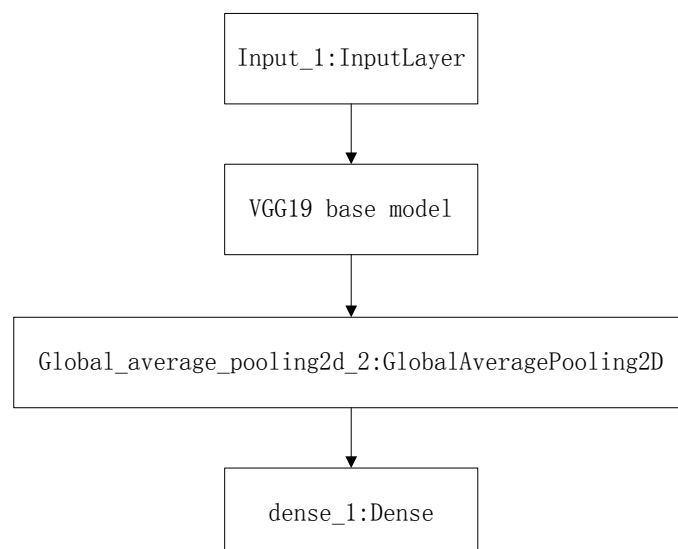 Input_1:InputLayer
VGG19 base model
Global_average_pooling2d_2:GlobalAveragePooling2D
dense_1:Dense